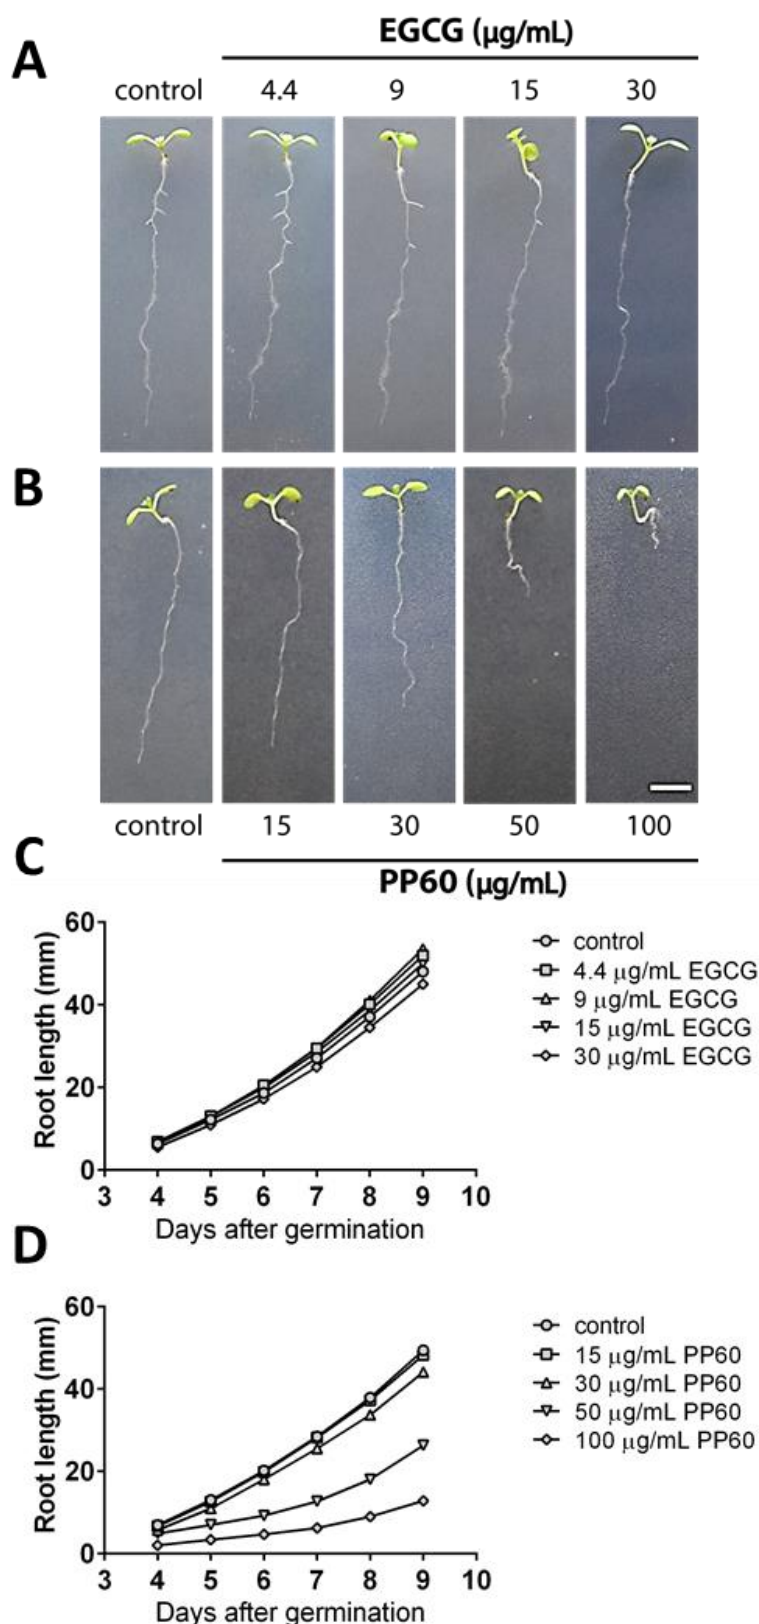 A
EGCG (µg/mL)
control 4.4 9 15 30
B
control 15 30 50 100
PP60 (µg/mL)
C
60
40
20
0
Root length (mm)
3 4 5 6 7 8 9 10
Days after germination
control
4.4 µg/mL EGCG
9 µg/mL EGCG
15 µg/mL EGCG
30 µg/mL EGCG
D
60
40
20
0
Root length (mm)
3 4 5 6 7 8 9 10
Days after germination
control
15 µg/mL PP60
30 µg/mL PP60
50 µg/mL PP60
100 µg/mL PP60